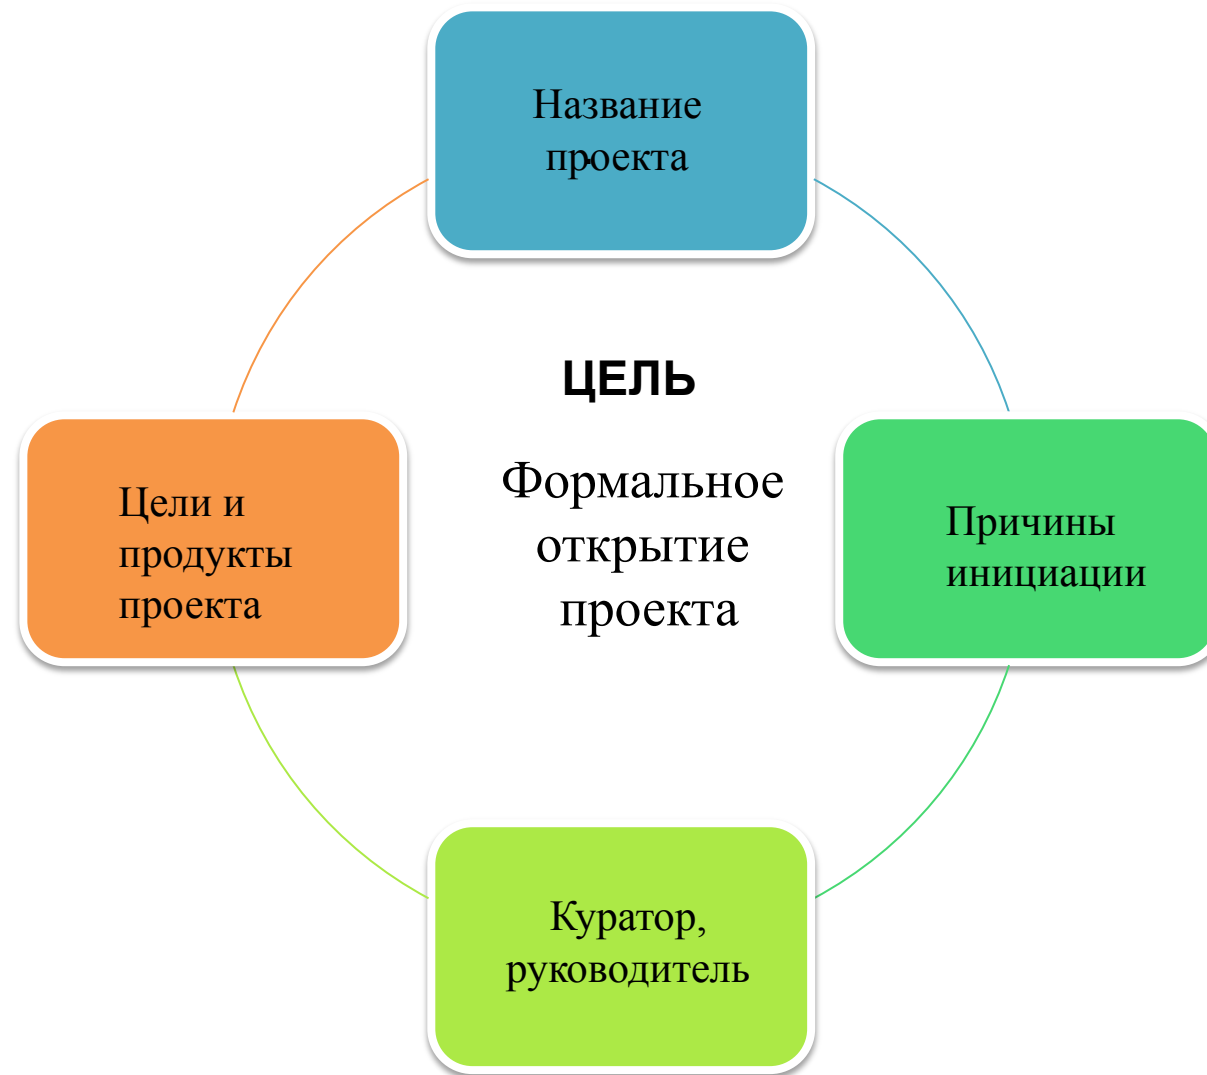 Название
проекта
ЦЕЛЬ
Формальное
открытие
проекта
Цели и
продукты
проекта
Причины
инициации
Куратор,
руководитель